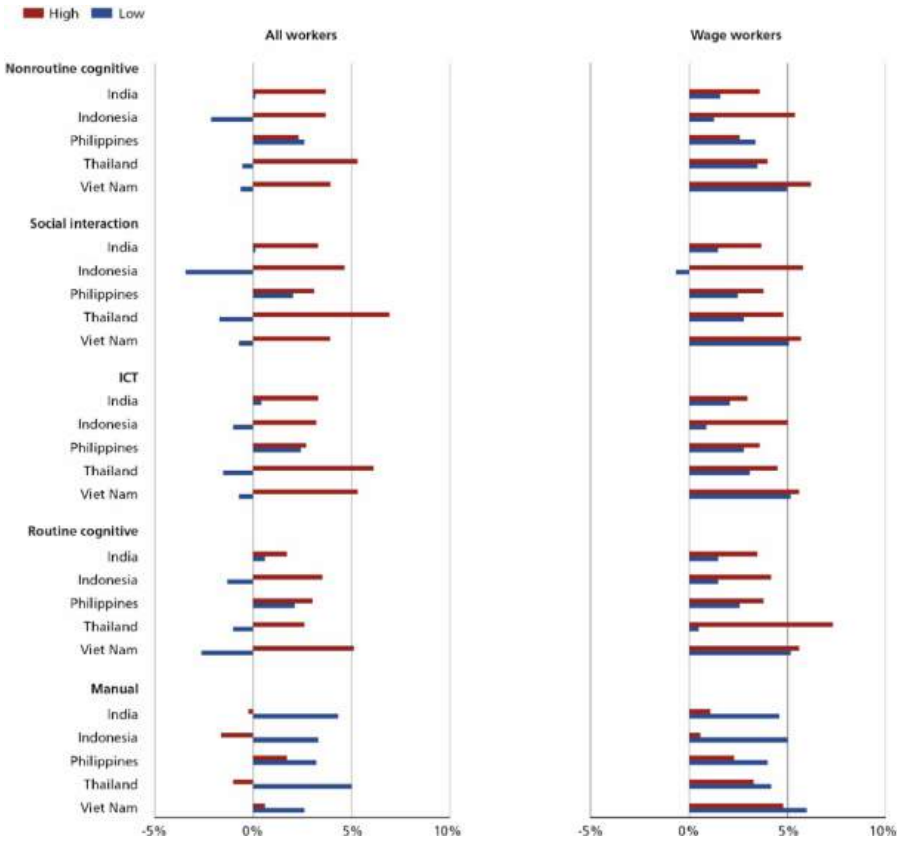 High Low
All workers Wage workers
Nonroutine cognitive
India
Indonesia
Philippines
Thailand
Viet Nam
Social interaction
India
Indonesia
Philippines
Thailand
Viet Nam
ICT
India
Indonesia
Philippines
Thailand
Viet Nam
Routine cognitive
India
Indonesia
Philippines
Thailand
Viet Nam
Manual
India
Indonesia
Philippines
Thailand
Viet Nam
-5% 0% 5% 10% -5% 0% 5% 10%